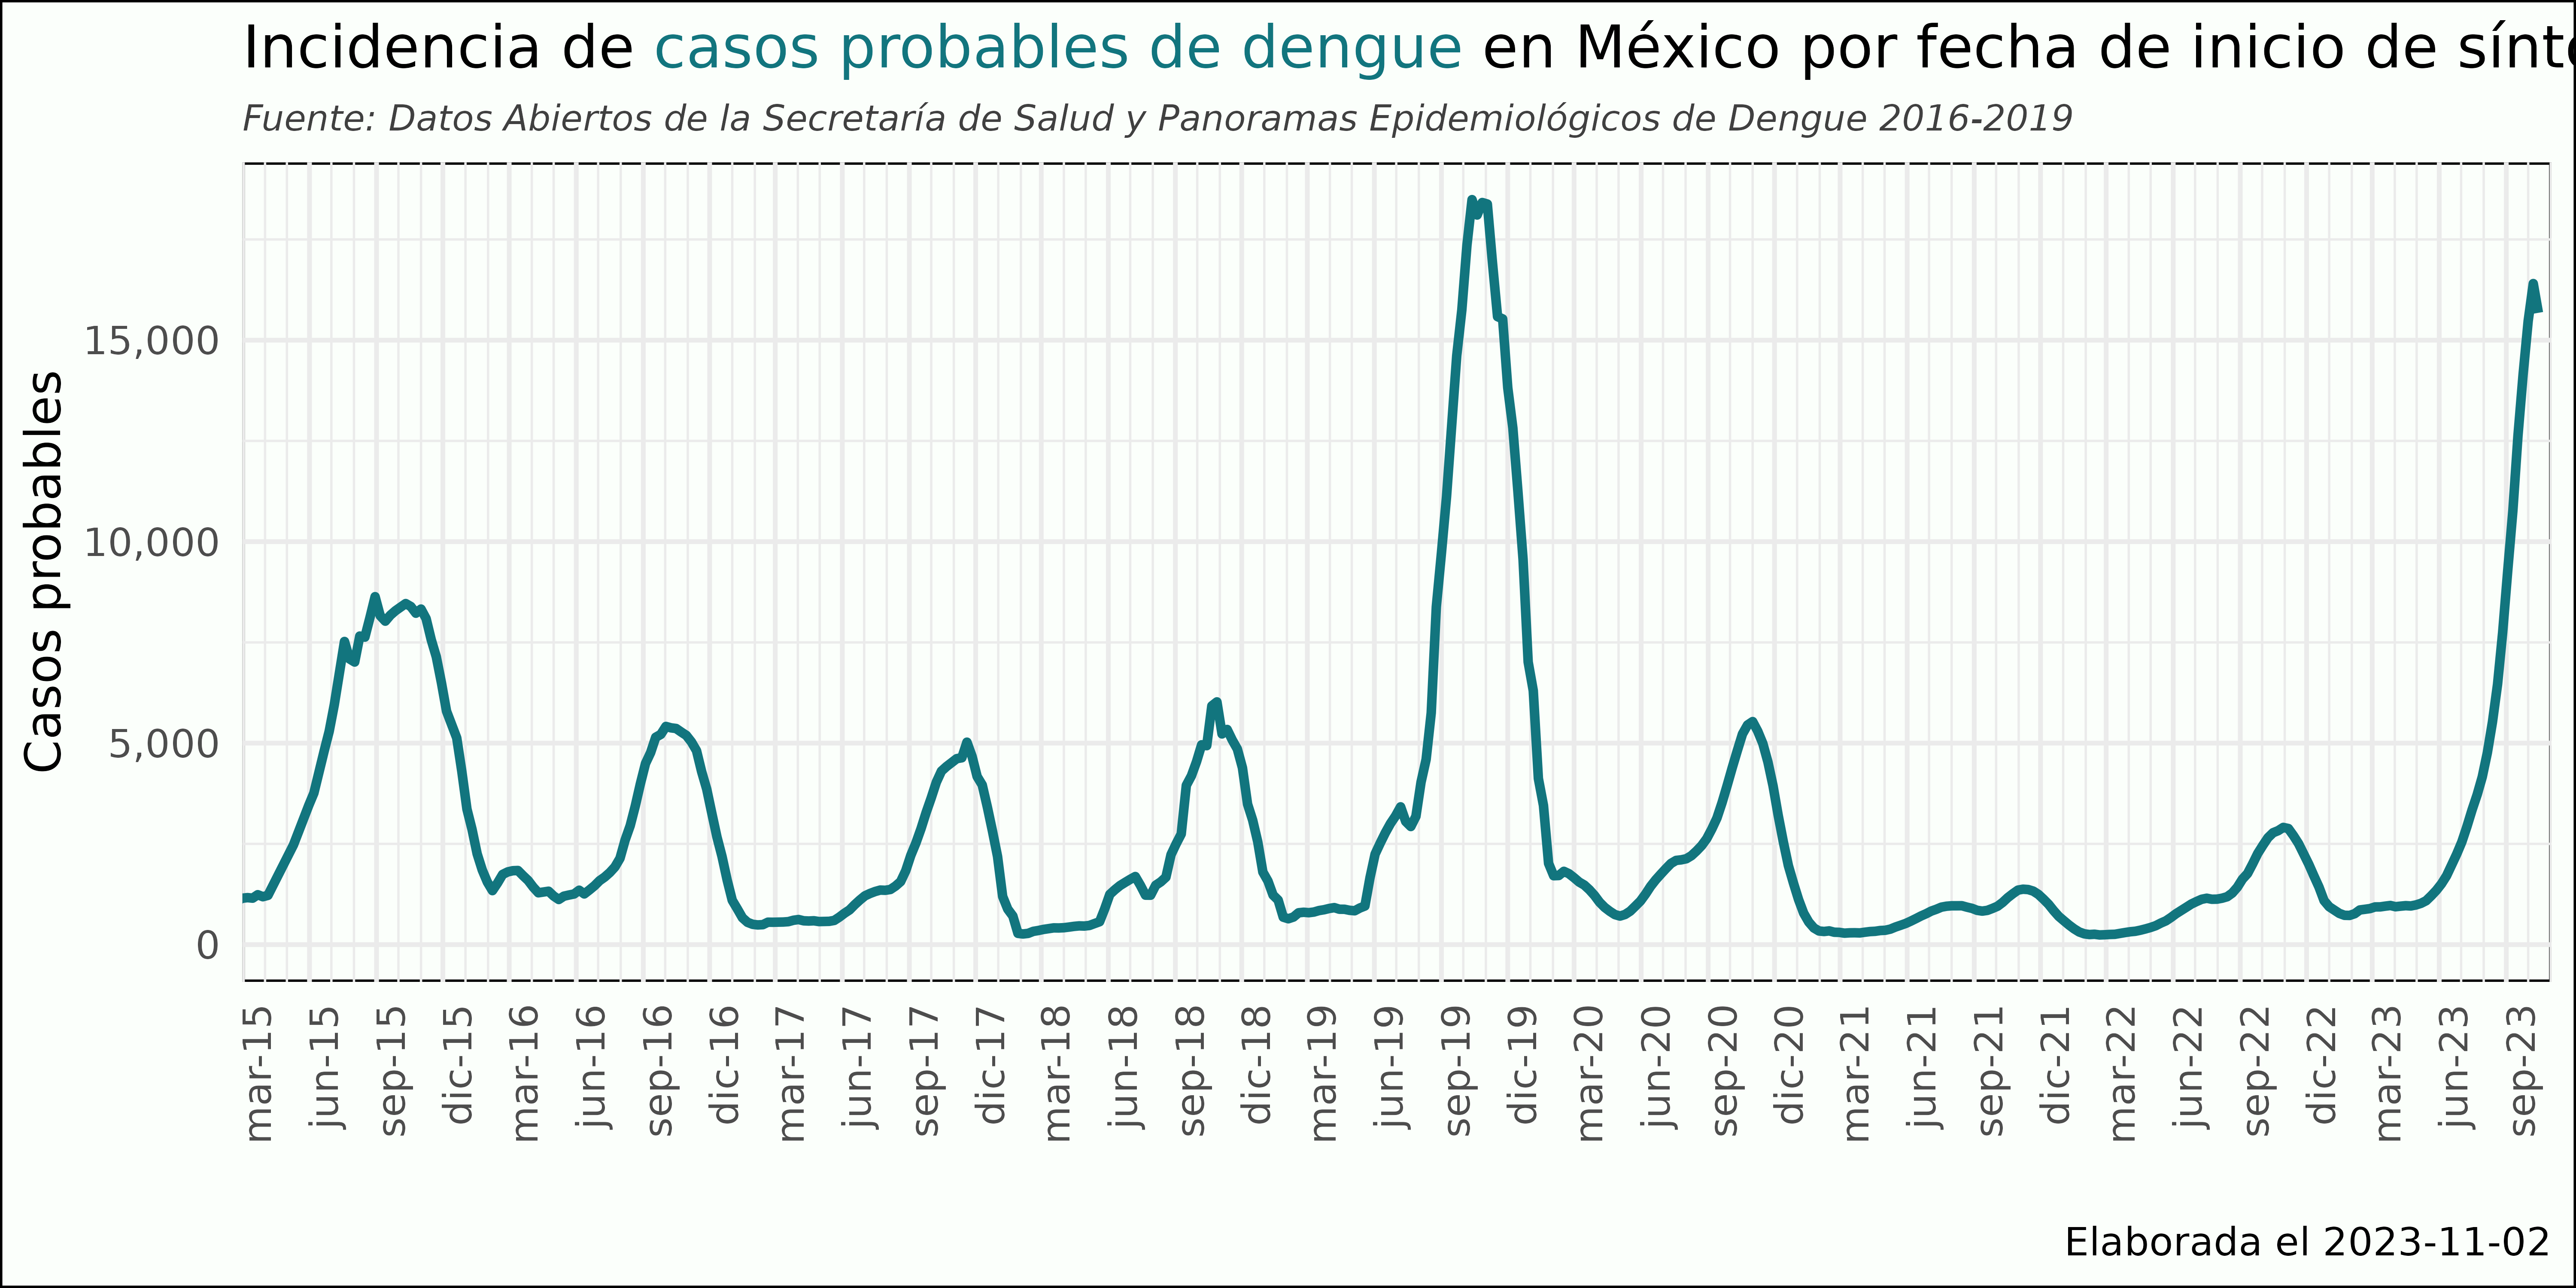 Incidencia de casos probables de dengue en México por fecha de inicio de sínto
Fuente: Datos Abiertos de la Secretaría de Salud y Panoramas Epidemiológicos de Dengue 2016-2019
Casos probables
15,000
10,000
5,000
0
mar-15
jun-15
sep-15
dic-15
mar-16
jun-16
sep-16
dic-16
mar-17
jun-17
sep-17
dic-17
mar-18
jun-18
sep-18
dic-18
mar-19
jun-19
sep-19
dic-19
mar-20
jun-20
sep-20
dic-20
mar-21
jun-21
sep-21
dic-21
mar-22
jun-22
sep-22
dic-22
mar-23
jun-23
sep-23
Elaborada el 2023-11-02